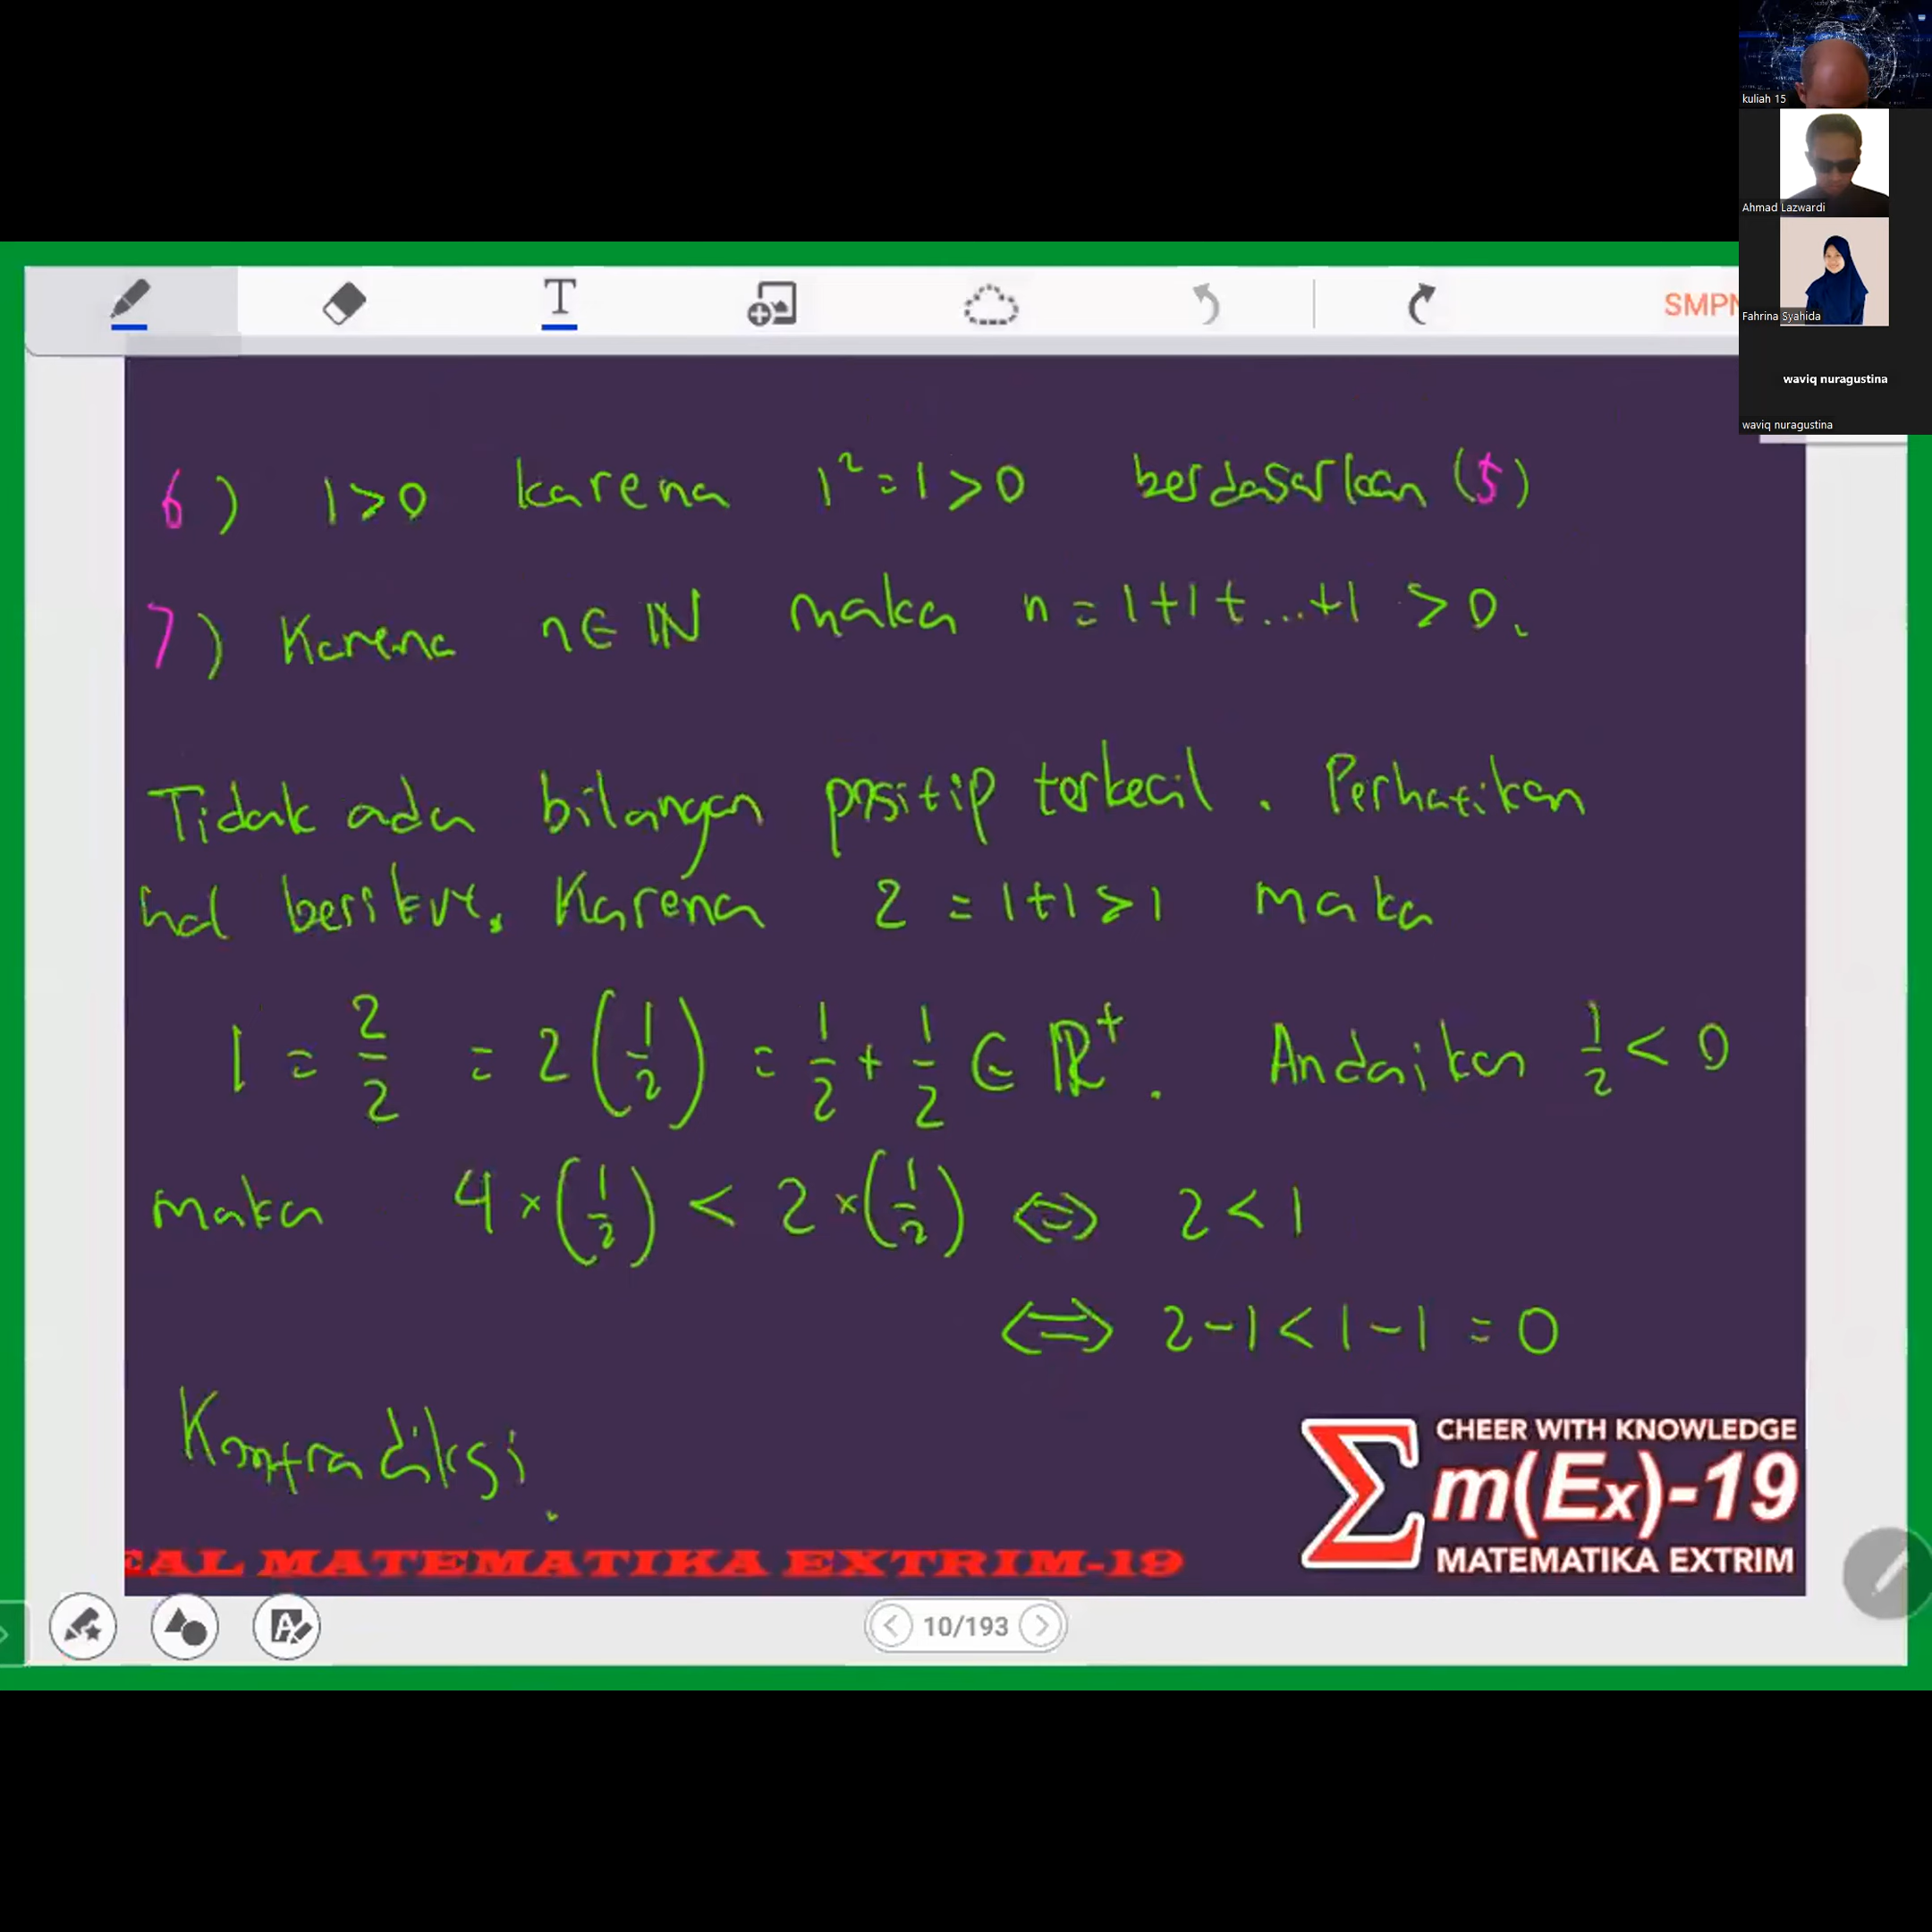 kuliah 15
Ahmad Lazwardi
Fahrina Syahida
waviq nuragustina
waviq nuragustina
T
SMPN
6) 1>0 karena 1² = 1 > 0 berdasarkan (5)
7) Karena n ∈ ℕ maka n = 1+1+...+1 > 0.
Tidak ada bilangan positip terkecil. Perhatikan
hal berikut. Karena 2 = 1+1 > 1 maka
1 = 2/2 = 2(1/2) = 1/2 + 1/2 ∈ ℝ⁺. Andaikan 1/2 < 0
maka 4×(1/2) < 2×(1/2) ⇔ 2 < 1
⇔ 2-1 < 1-1 = 0
Kontradiksi.
CHEER WITH KNOWLEDGE
Σm(Ex)-19
MATEMATIKA EXTRIM
EAL MATEMATIKA EXTRIM-19
A
10/193